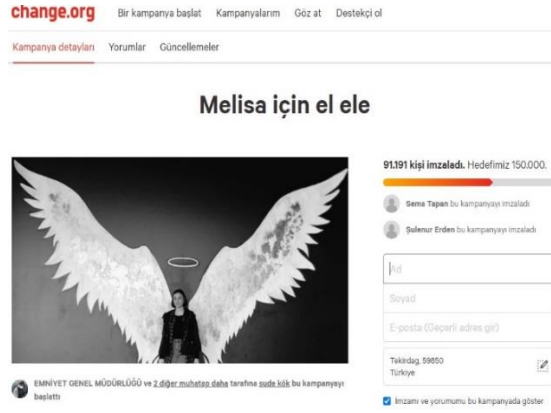 change.org
Bir kampanya başlat Kampanyalarım Göz at Destekçi ol
Kampanya detayları Yorumlar Güncellemeler
Melisa için el ele
91.191 kişi imzaladı. Hedefimiz 150.000.
Sema Tapan bu kampanyayı imzaladı
Şulenur Erden bu kampanyayı imzaladı
Ad
Soyad
E-posta (Geçerli adres gir)
Tekirdag, 59850
Türkiye
İmzamı ve yorumumu bu kampanyada göster
EMNİYET GENEL MÜDÜRLÜĞÜ ve 2 diğer muhatap daha tarafına sude kök bu kampanyayı
başlattı